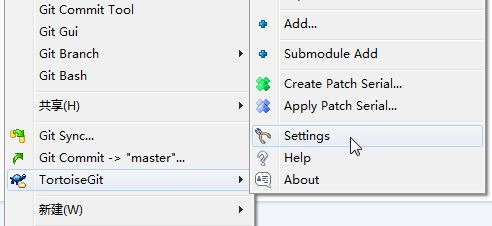 Git Commit Tool
Git Gui
Git Branch
Git Bash
共享(H)
Git Sync...
Git Commit -> "master"...
TortoiseGit
新建(W)
Add...
Submodule Add
Create Patch Serial...
Apply Patch Serial...
Settings
Help
About